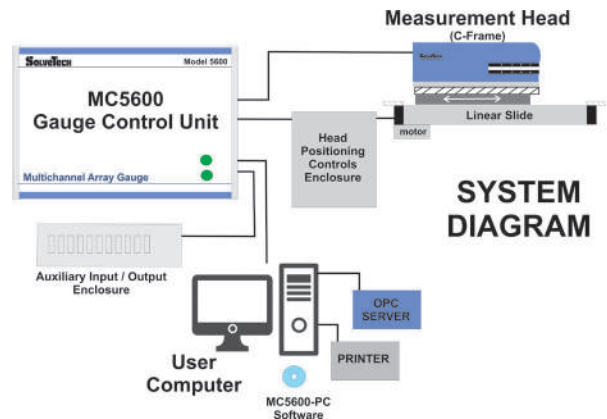 Measurement Head
(C-Frame)
SOLVETECH
Model 5600
MC5600
Gauge Control Unit
Multichannel Array Gauge
SOLVETECH
Linear Slide
motor
Head
Positioning
Controls
Enclosure
SYSTEM
DIAGRAM
Auxiliary Input / Output
Enclosure
User
Computer
OPC
SERVER
PRINTER
MC5600-PC
Software